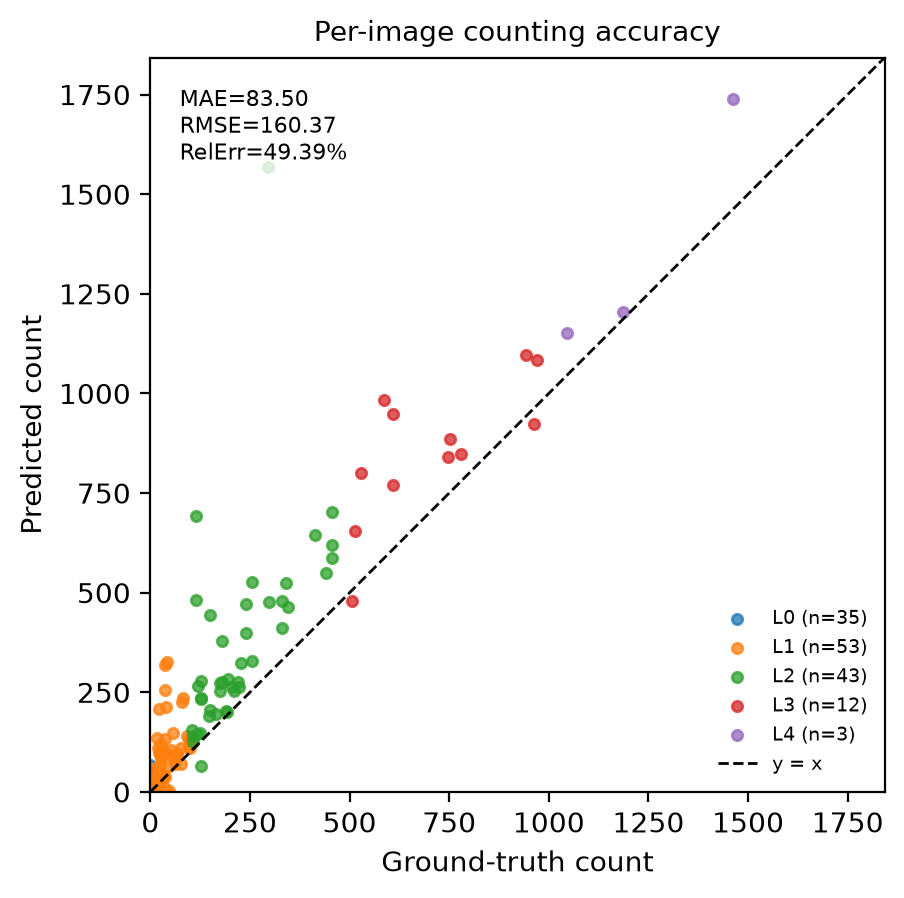 Per-image counting accuracy
MAE=83.50
RMSE=160.37
RelErr=49.39%
1750
1500
1250
1000
750
500
250
0
Predicted count
L0 (n=35)
L1 (n=53)
L2 (n=43)
L3 (n=12)
L4 (n=3)
y = x
0 250 500 750 1000 1250 1500 1750
Ground-truth count